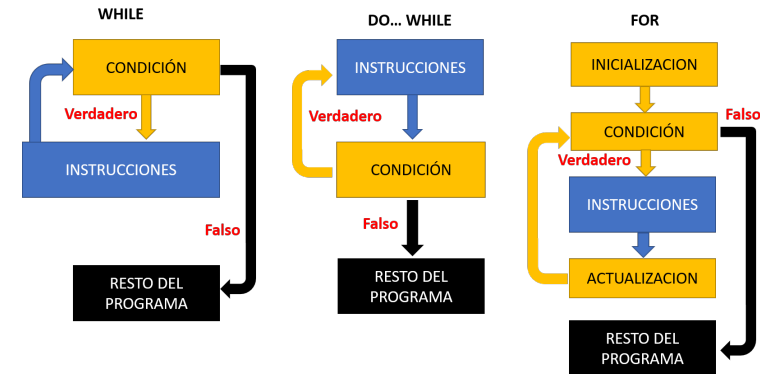 WHILE
CONDICIÓN
Verdadero
INSTRUCCIONES
Falso
RESTO DEL
PROGRAMA
DO... WHILE
INSTRUCCIONES
Verdadero
CONDICIÓN
Falso
RESTO DEL
PROGRAMA
FOR
INICIALIZACION
CONDICIÓN
Falso
Verdadero
INSTRUCCIONES
ACTUALIZACION
RESTO DEL
PROGRAMA